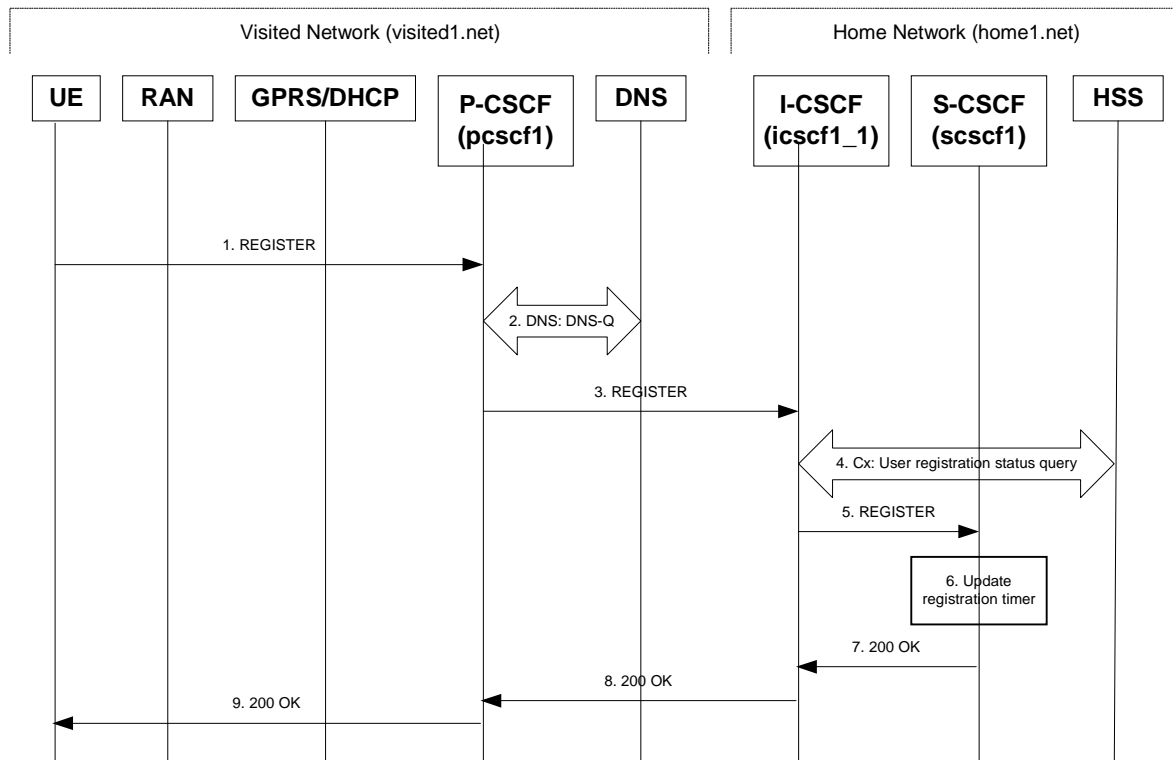 Visited Network (visited1.net)
Home Network (home1.net)
UE
RAN
GPRS/DHCP
P-CSCF
(pcscf1)
DNS
I-CSCF
(icscf1_1)
S-CSCF
(scscf1)
HSS
1. REGISTER
2. DNS: DNS-Q
3. REGISTER
4. Cx: User registration status query
5. REGISTER
6. Update
registration timer
7. 200 OK
8. 200 OK
9. 200 OK